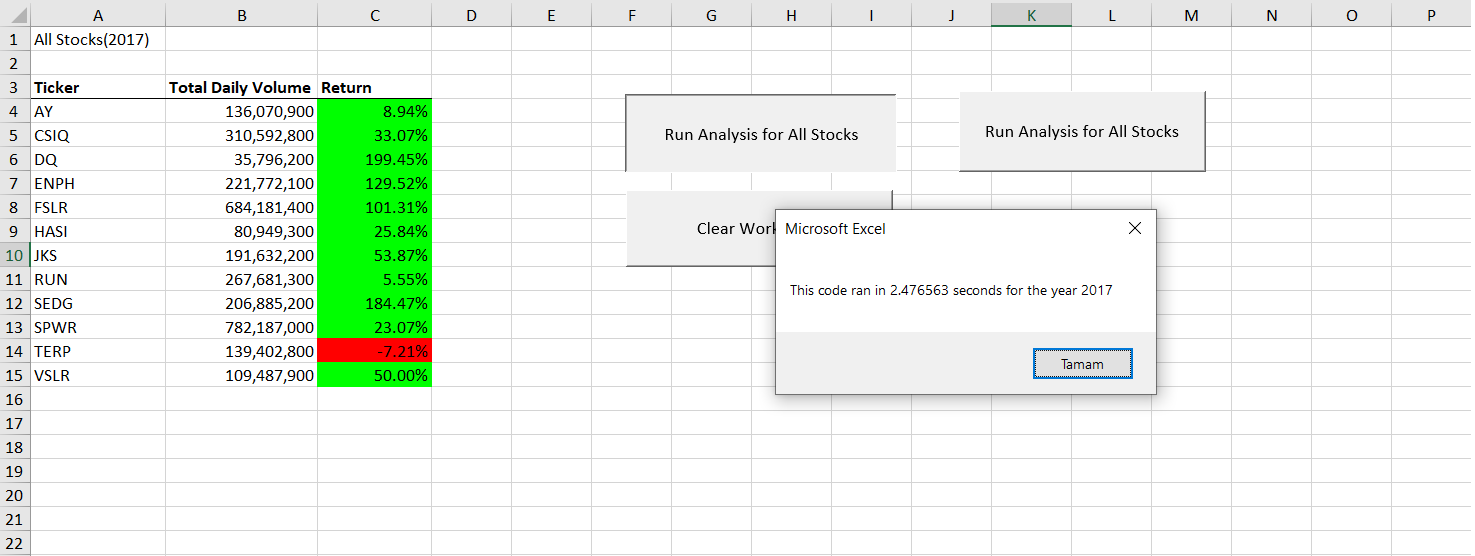 A B C D E F G H I J K L M N O P
1 All Stocks(2017)
2
3 Ticker Total Daily Volume Return
4 AY 136,070,900 8.94%
5 CSIQ 310,592,800 33.07%
6 DQ 35,796,200 199.45%
7 ENPH 221,772,100 129.52%
8 FSLR 684,181,400 101.31%
9 HASI 80,949,300 25.84%
10 JKS 191,632,200 53.87%
11 RUN 267,681,300 5.55%
12 SEDG 206,885,200 184.47%
13 SPWR 782,187,000 23.07%
14 TERP 139,402,800 -7.21%
15 VSLR 109,487,900 50.00%
16
17
18
19
20
21
22
Run Analysis for All Stocks
Run Analysis for All Stocks
Clear Work
Microsoft Excel
This code ran in 2.476563 seconds for the year 2017
Tamam